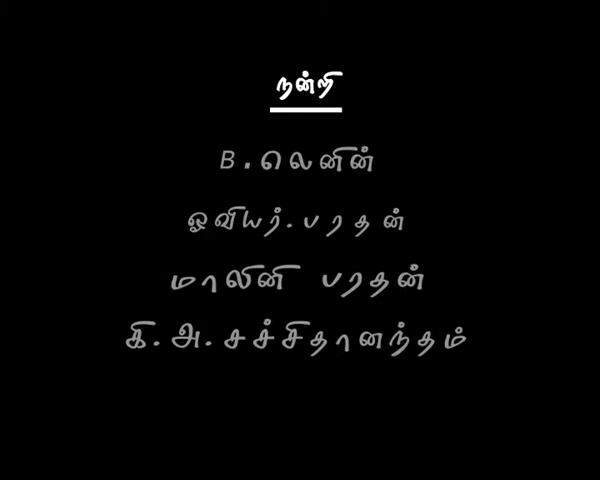 நன்றி
B.லெனின்
ஓவியர்.பரதன்
மாலினி பரதன்
கி.அ.சச்சிதானந்தம்